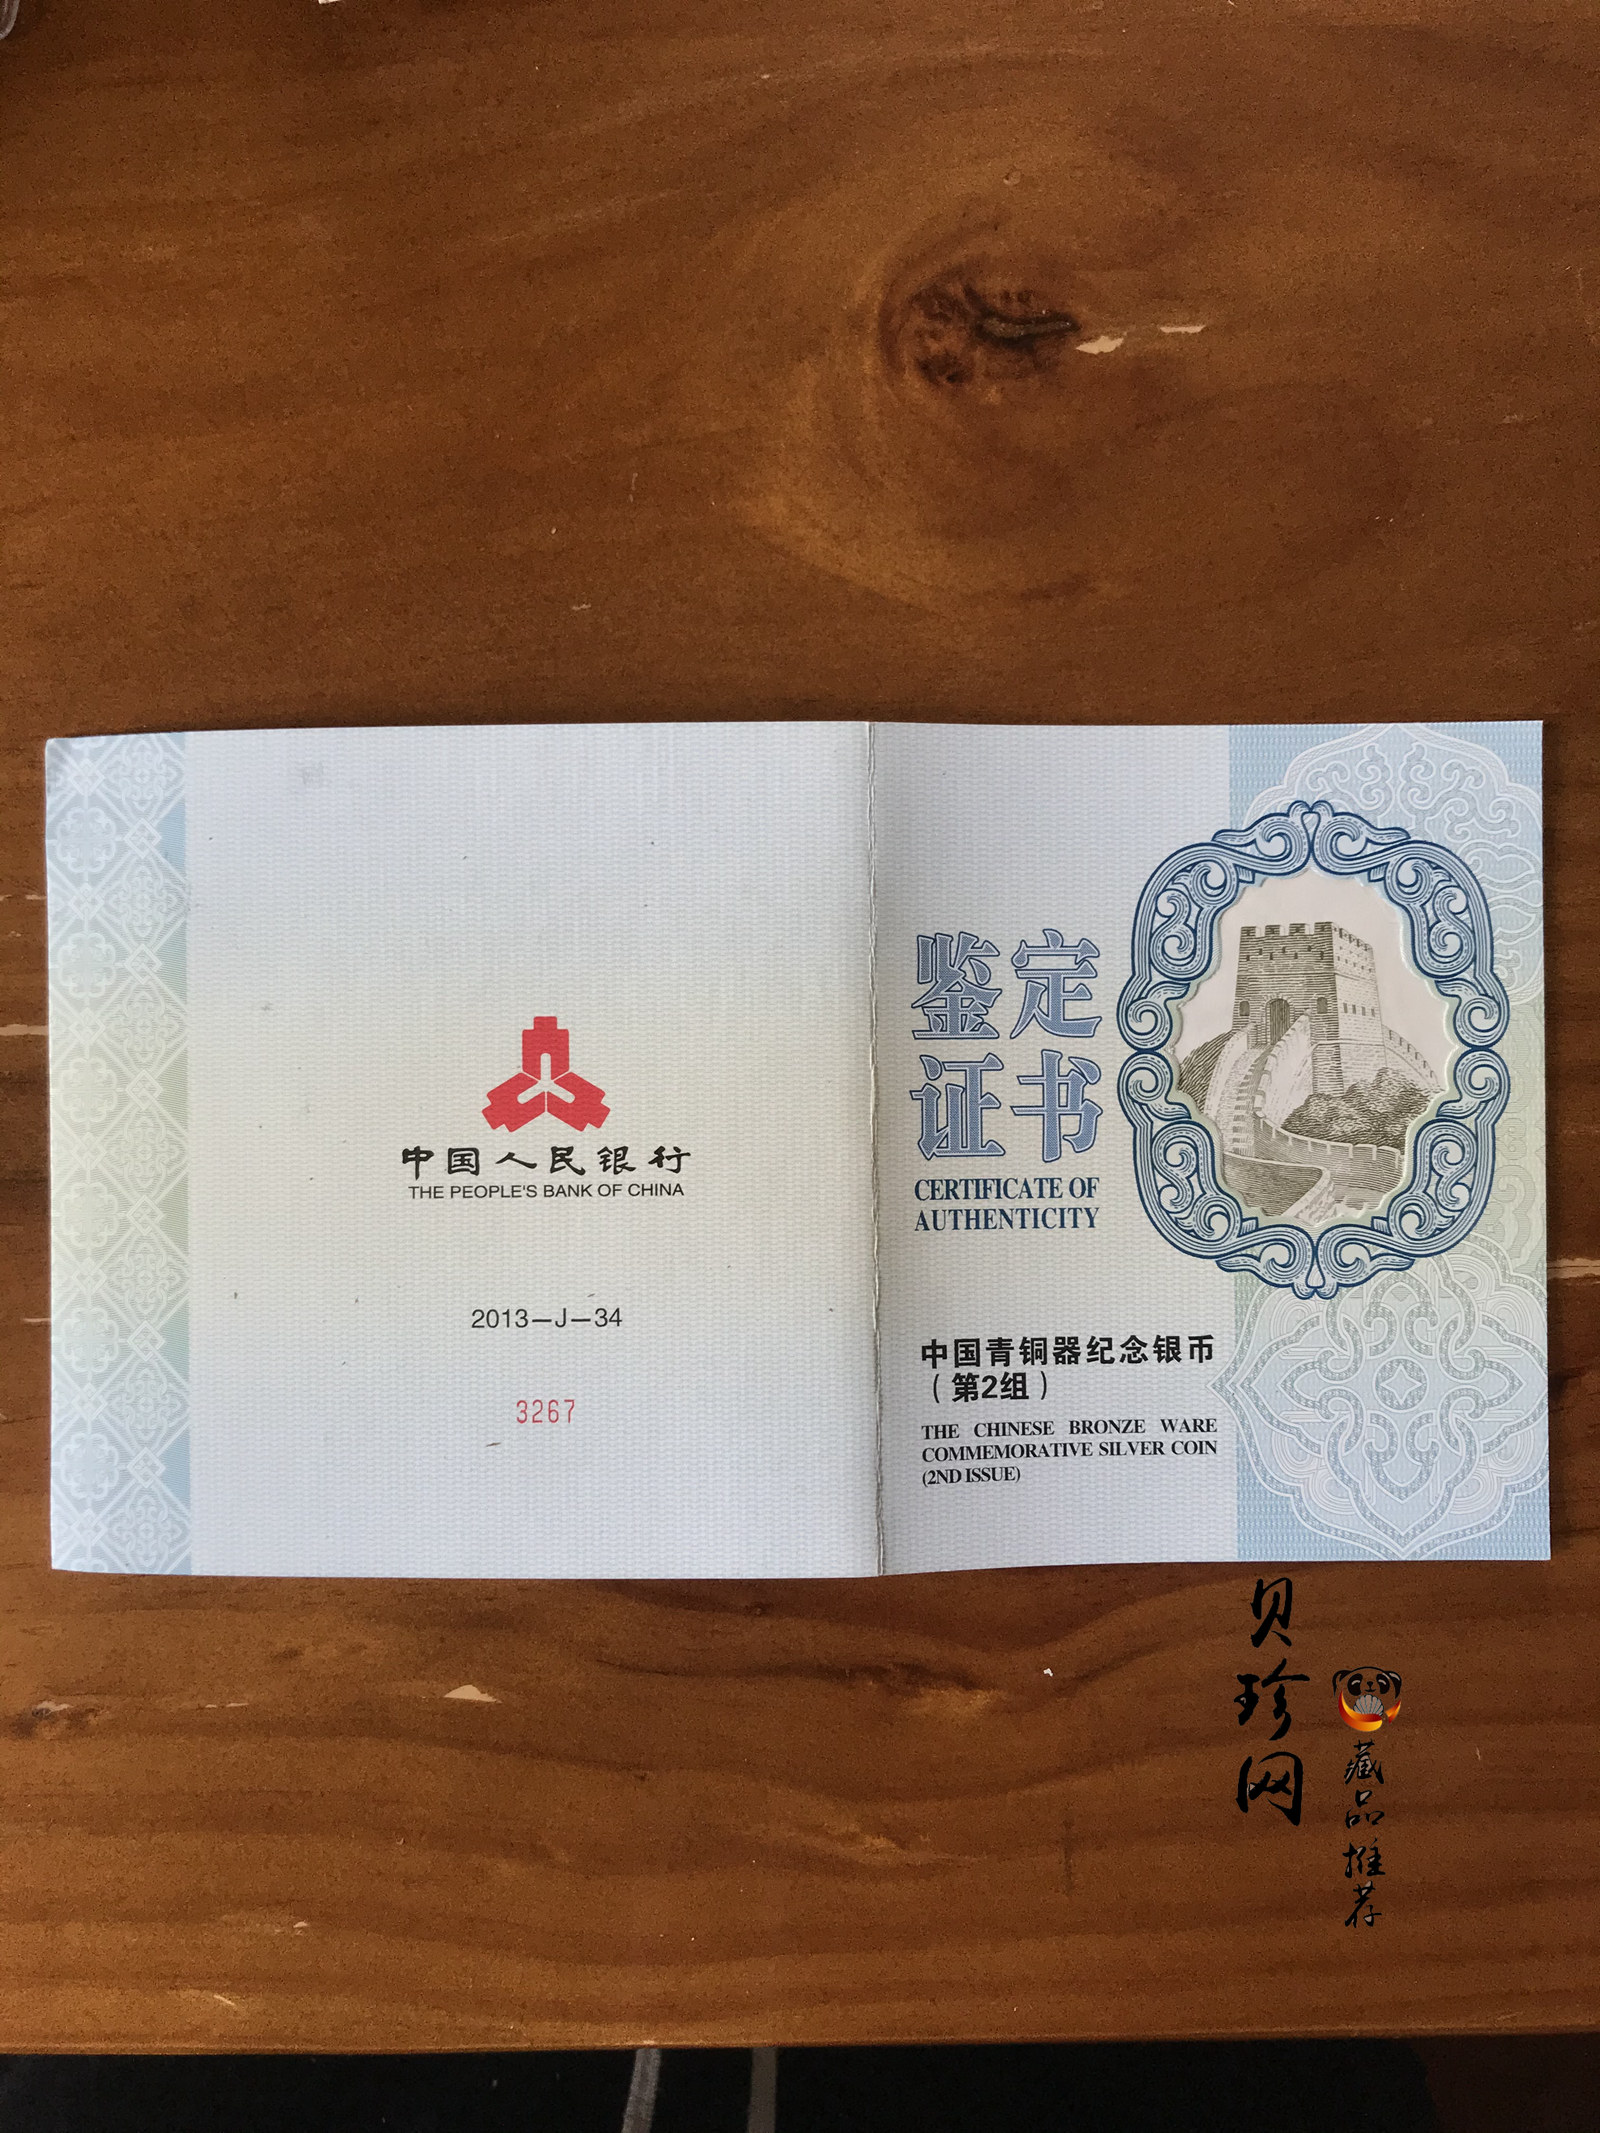 中国人民银行
THE PEOPLE'S BANK OF CHINA
2013—J—34
3267
鉴定
证书
CERTIFICATE OF
AUTHENTICITY
中国青铜器纪念银币
（第2组）
THE CHINESE BRONZE WARE
COMMEMORATIVE SILVER COIN
(2ND ISSUE)
贝珍网
藏品推荐